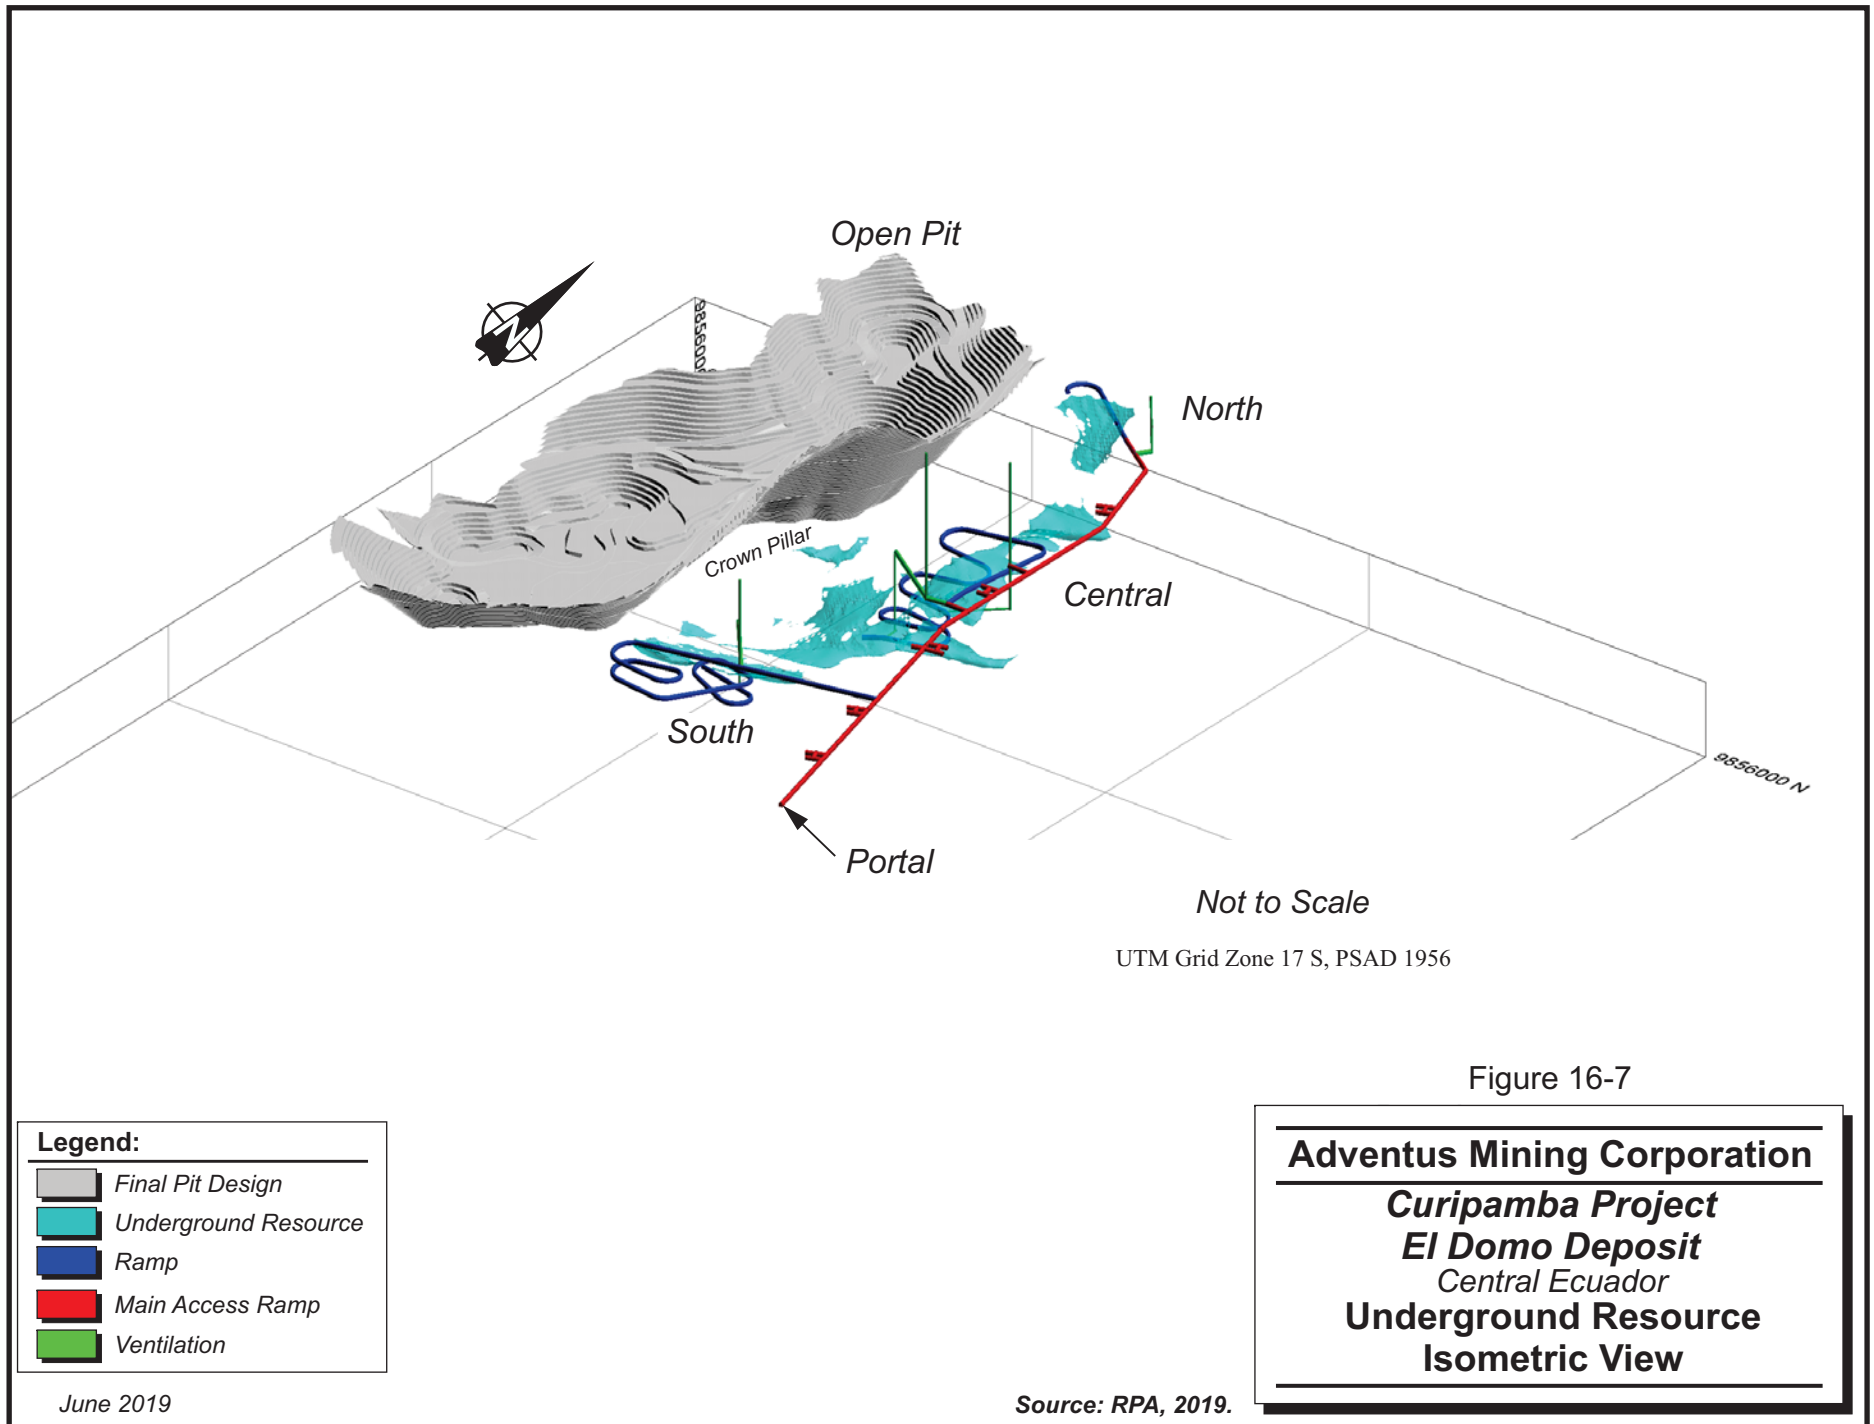 Open Pit
N
985600
North
Crown Pillar
Central
South
9856000 N
Portal
Not to Scale
UTM Grid Zone 17 S, PSAD 1956
Figure 16-7
Legend:
Final Pit Design
Underground Resource
Ramp
Main Access Ramp
Ventilation
Adventus Mining Corporation
Curipamba Project
El Domo Deposit
Central Ecuador
Underground Resource
Isometric View
June 2019
Source: RPA, 2019.